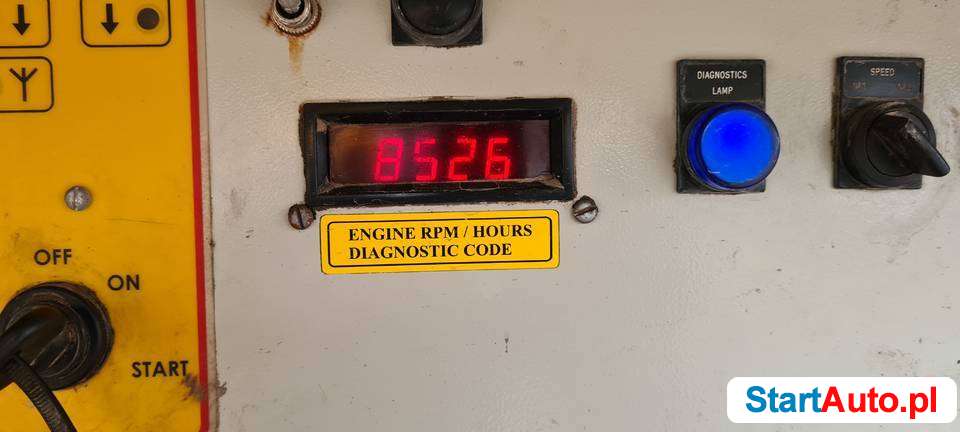 8526
ENGINE RPM / HOURS
DIAGNOSTIC CODE
DIAGNOSTICS
LAMP
SPEED
OFF
ON
START
StartAuto.pl